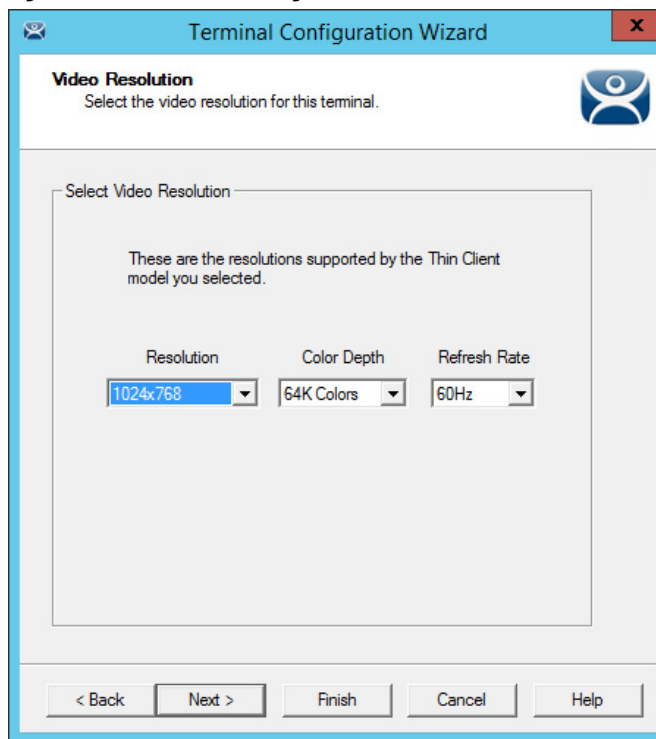 Terminal Configuration Wizard
x
Video Resolution
Select the video resolution for this terminal.
Select Video Resolution
These are the resolutions supported by the Thin Client
model you selected.
Resolution Color Depth Refresh Rate
1024x768 64K Colors 60Hz
< Back Next > Finish Cancel Help